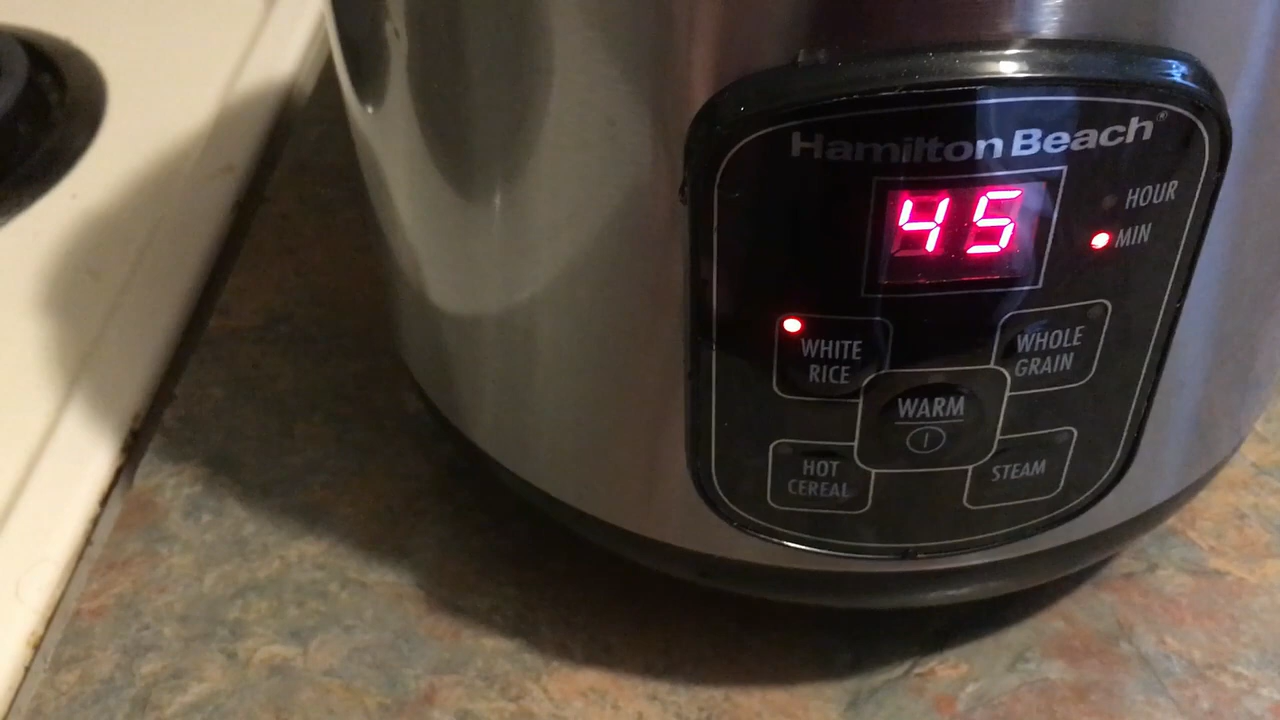 Hamilton Beach®
45
HOUR
MIN
WHITE
RICE
WHOLE
GRAIN
WARM
HOT
CEREAL
STEAM